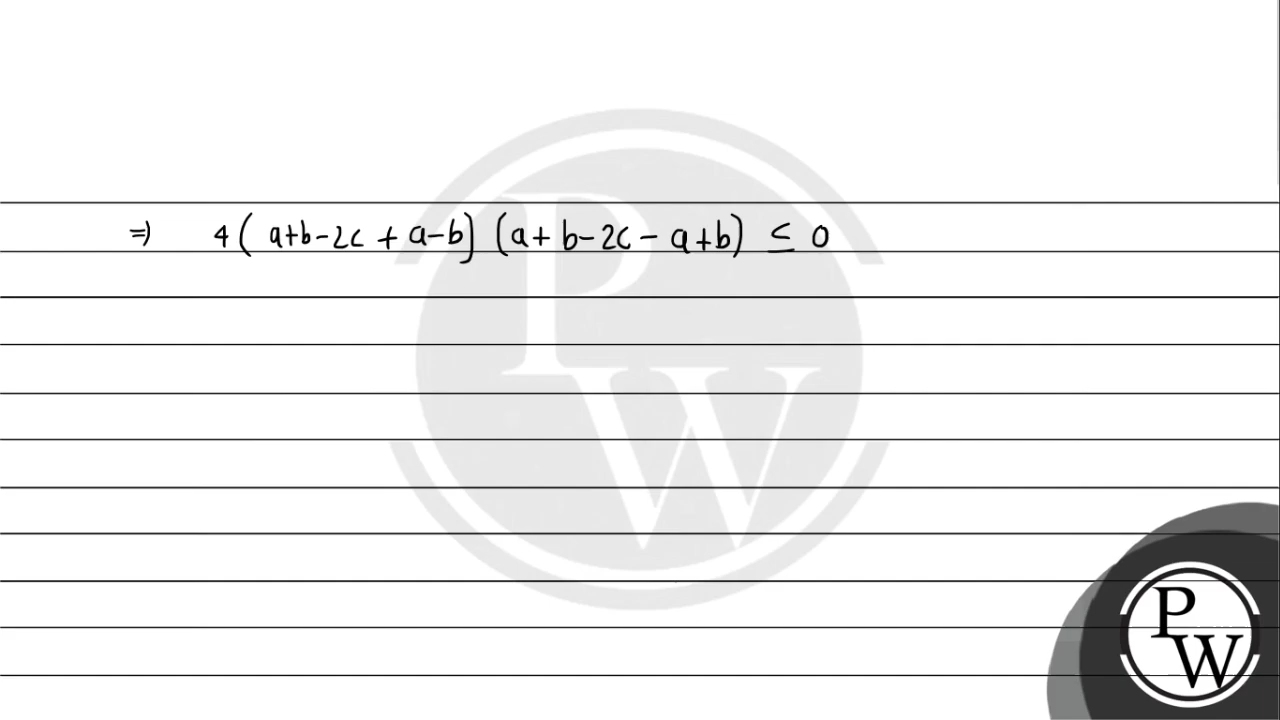 ⇒) 4( a+b-2c + a-b] (a+ b-2c - a+b) ≤ 0
P
W
P
W